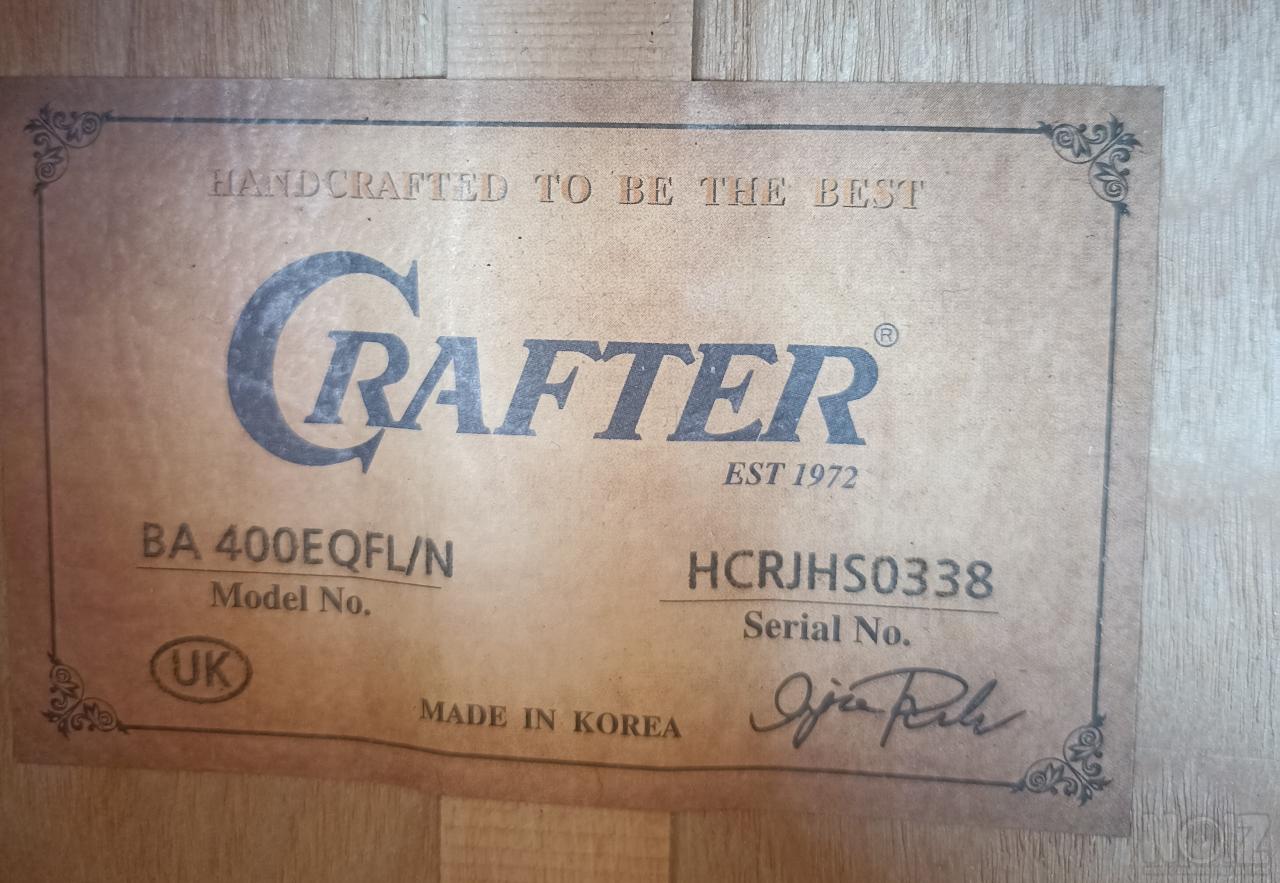 HANDCRAFTED TO BE THE BEST
CRAFTER®
EST 1972
BA 400EQFL/N
Model No.
HCRJHS0338
Serial No.
UK
MADE IN KOREA
NOIZ